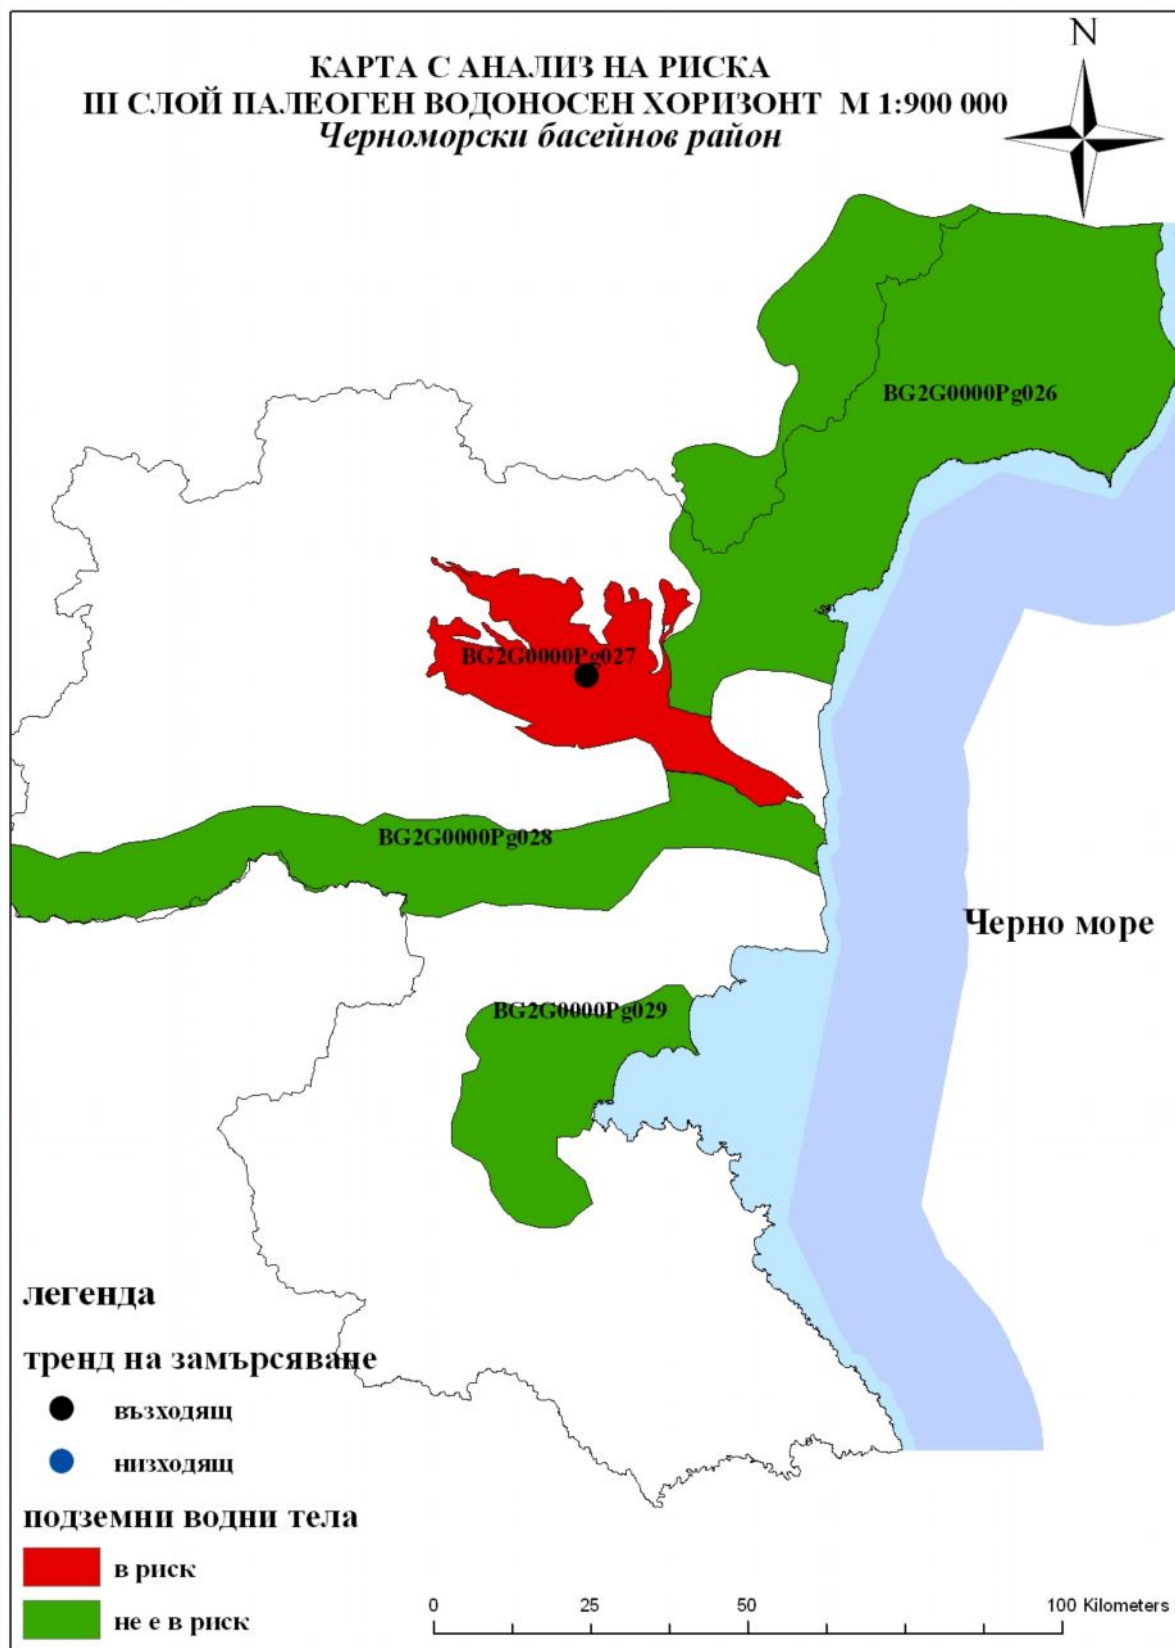 N
КАРТА С АНАЛИЗ НА РИСКА
III СЛОЙ ПАЛЕОГЕН ВОДОНОСЕН ХОРИЗОНТ М 1:900 000
Черноморски басейнов район
BG2G0000Pg026
BG2G0000Pg027
BG2G0000Pg028
Черно море
BG2G0000Pg029
легенда
тренд на замърсяване
възходящ
низходящ
подземни водни тела
в риск
не е в риск
0 25 50 100 Kilometers